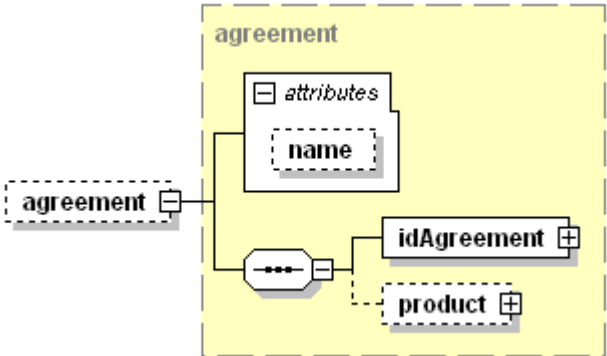 agreement
attributes
name
agreement
idAgreement
product